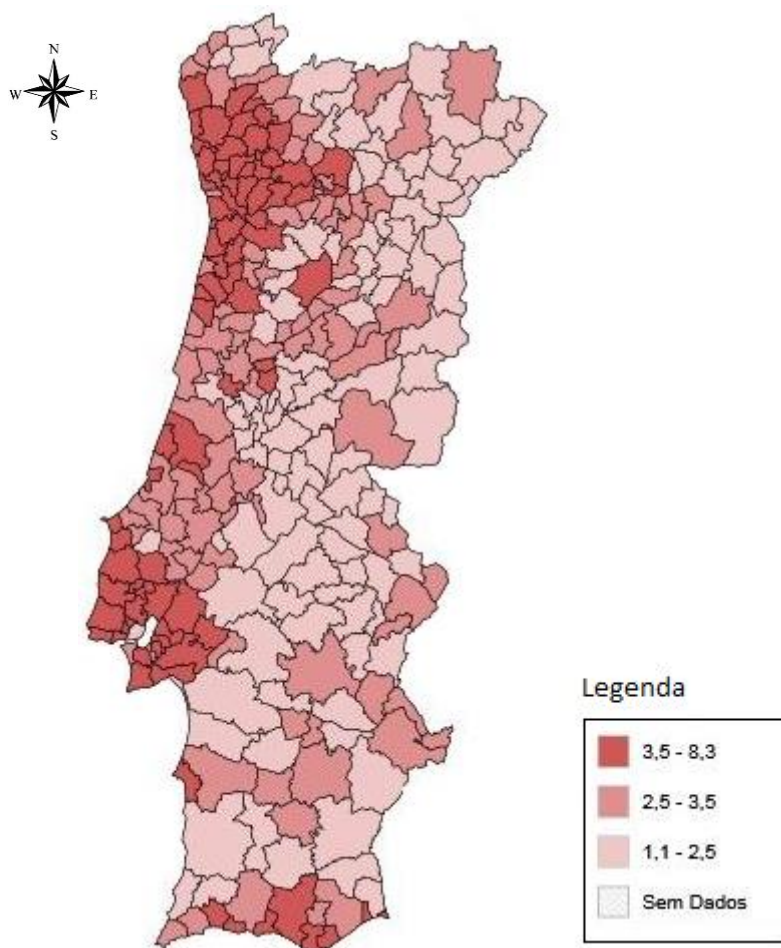 N
W E
S
Legenda
3,5 - 8,3
2,5 - 3,5
1,1 - 2,5
Sem Dados